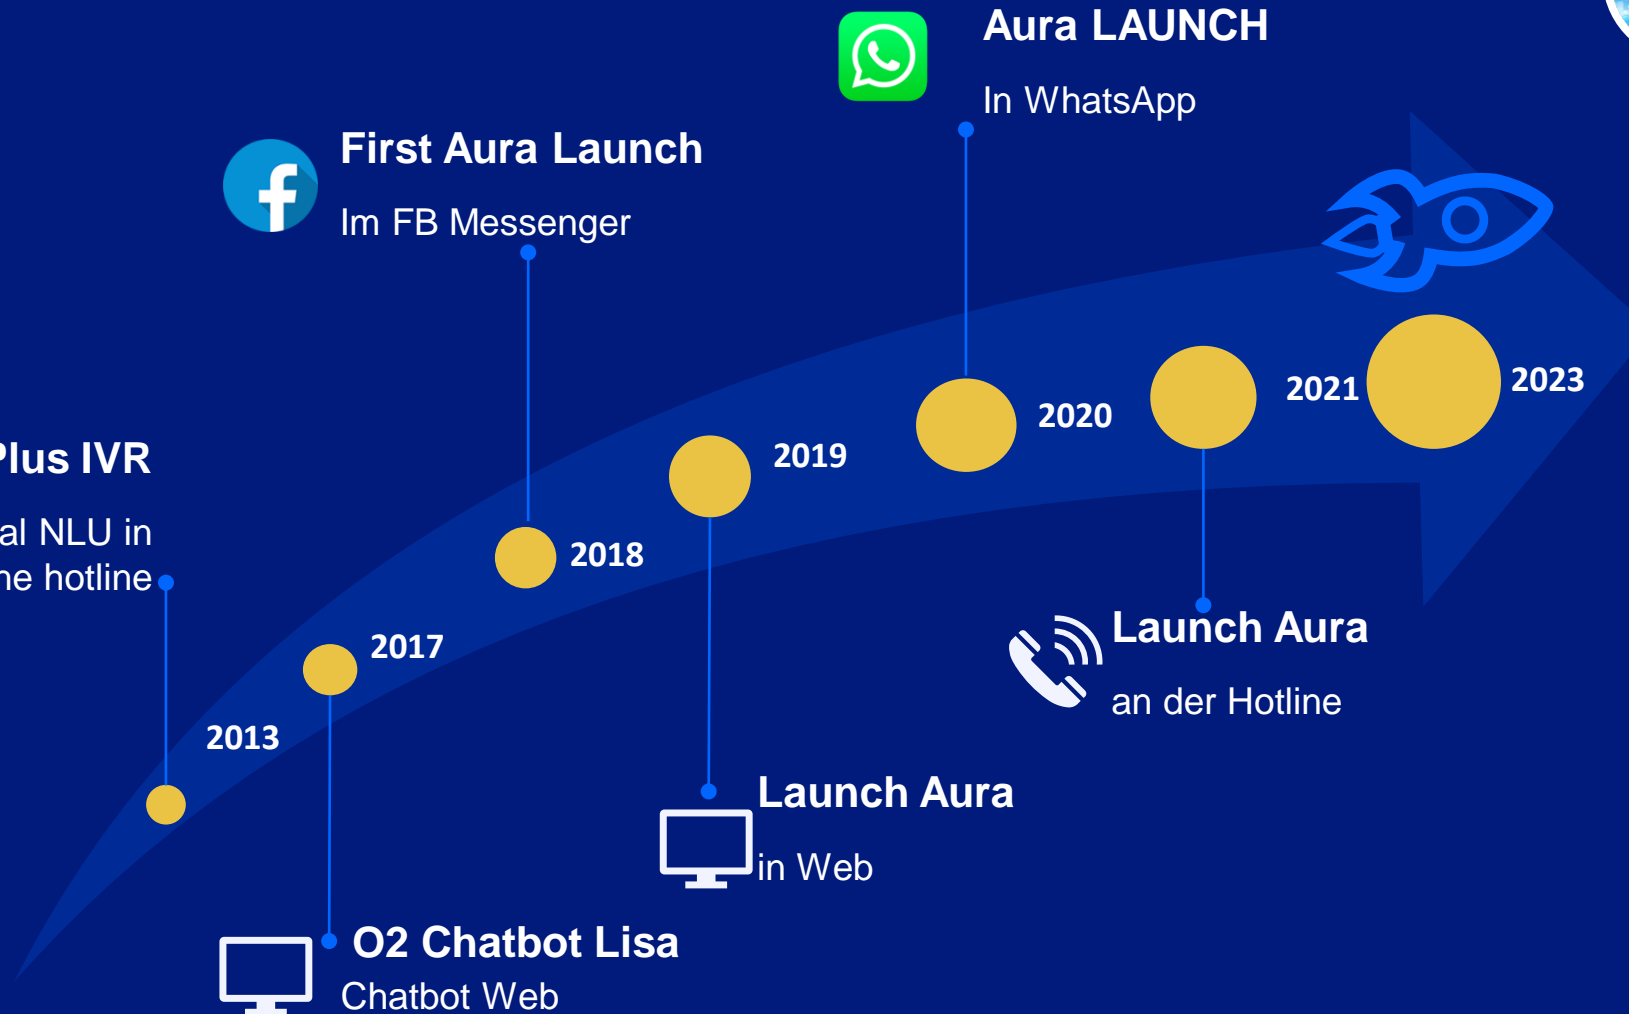 Aura LAUNCH
In WhatsApp
First Aura Launch
Im FB Messenger
2023
2021
2020
2019
Plus IVR
al NLU in
hotline
2018
Launch Aura
an der Hotline
2017
2013
Launch Aura
in Web
O2 Chatbot Lisa
Chatbot Web